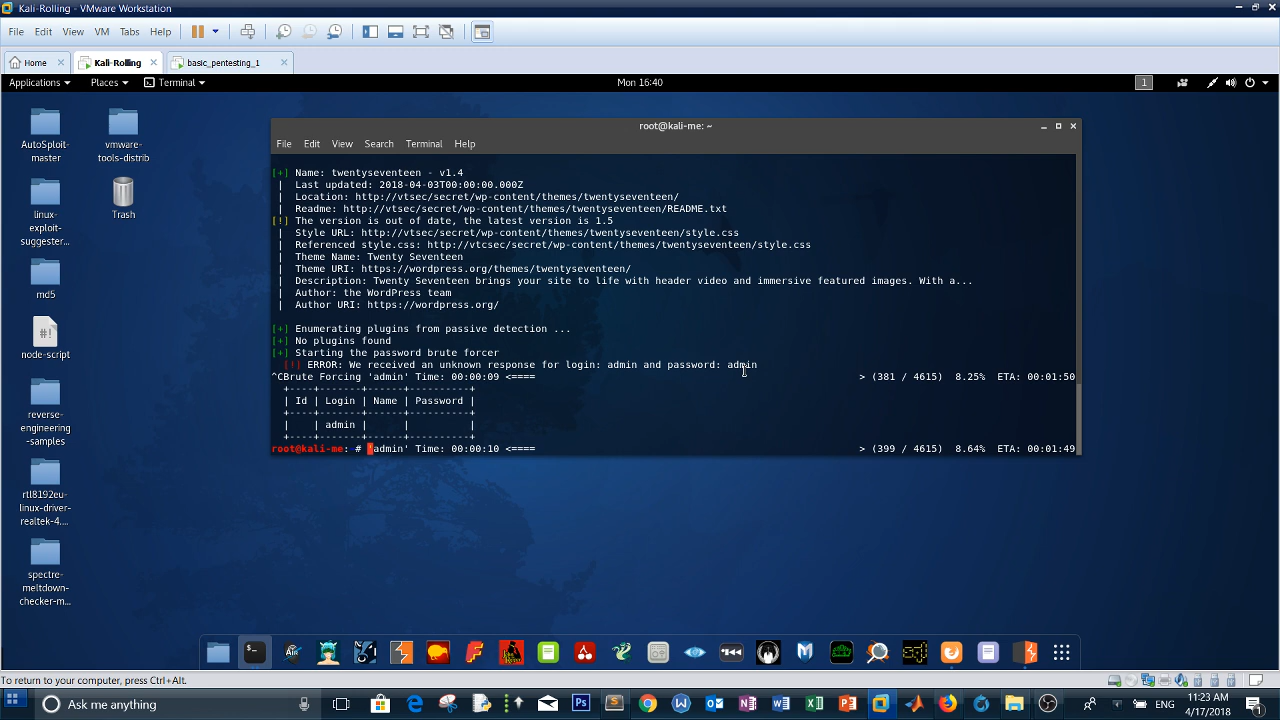 Kali-Rolling - VMware Workstation
File Edit View VM Tabs Help
Home Kali-Rolling basic_pentesting_1
Applications Places Terminal Mon 16:40 1
AutoSploit-master
vmware-tools-distrib
linux-exploit-suggester...
Trash
md5
node-script
reverse-engineering-samples
rtl8192eu-linux-driver-realtek-4....
spectre-meltdown-checker-m...
root@kali-me: ~
File Edit View Search Terminal Help
[+] Name: twentyseventeen - v1.4
| Last updated: 2018-04-03T00:00:00.000Z
| Location: http://vtsec/secret/wp-content/themes/twentyseventeen/
| Readme: http://vtsec/secret/wp-content/themes/twentyseventeen/README.txt
[!] The version is out of date, the latest version is 1.5
| Style URL: http://vtsec/secret/wp-content/themes/twentyseventeen/style.css
| Referenced style.css: http://vtcsec/secret/wp-content/themes/twentyseventeen/style.css
| Theme Name: Twenty Seventeen
| Theme URI: https://wordpress.org/themes/twentyseventeen/
| Description: Twenty Seventeen brings your site to life with header video and immersive featured images. With a...
| Author: the WordPress team
| Author URI: https://wordpress.org/
[+] Enumerating plugins from passive detection ...
[+] No plugins found
[+] Starting the password brute forcer
[!] ERROR: We received an unknown response for login: admin and password: admin
^CBrute Forcing 'admin' Time: 00:00:09 <==== > (381 / 4615) 8.25% ETA: 00:01:50
+----+-------+------+----------+
| Id | Login | Name | Password |
+----+-------+------+----------+
| | admin | | |
+----+-------+------+----------+
root@kali-me: # 'admin' Time: 00:00:10 <==== > (399 / 4615) 8.64% ETA: 00:01:49
To return to your computer, press Ctrl+Alt.
Ask me anything
ENG
11:23 AM
4/17/2018